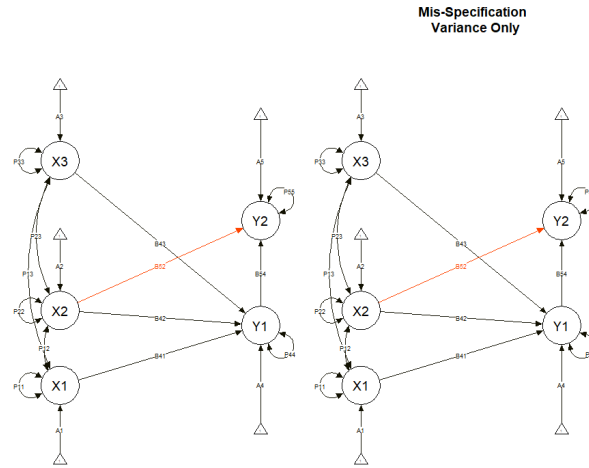 Mis-Specification
Variance Only
A3
A5
P33
X3
P55
Y2
P23
P13
B43
A2
B52
B54
P22
X2
B42
Y1
P12
P44
B41
P11
X1
A4
A1
A3
A5
P33
X3
P
Y2
P23
P13
B43
A2
B52
B54
P22
X2
B42
Y1
P12
P
B41
P11
X1
A4
A1